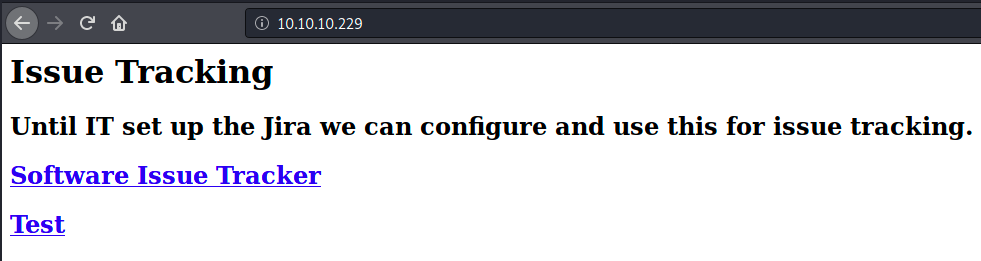 10.10.10.229
Issue Tracking
Until IT set up the Jira we can configure and use this for issue tracking.
Software Issue Tracker
Test